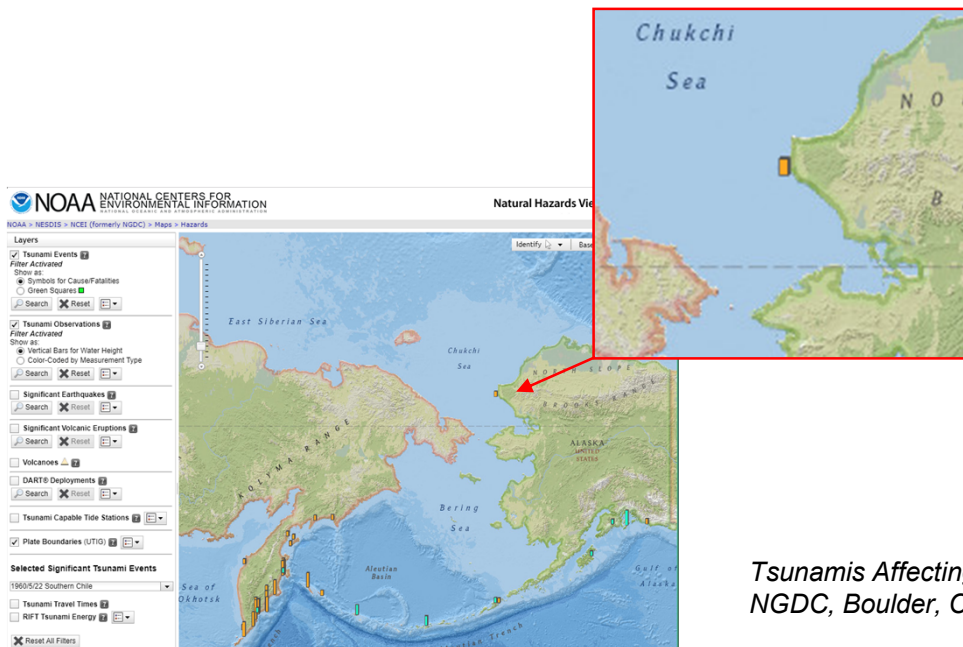 Chukchi
Sea
N O
B
NOAA NATIONAL CENTERS FOR
ENVIRONMENTAL INFORMATION
NATIONAL OCEANIC AND ATMOSPHERIC ADMINISTRATION
Natural Hazards Vie
NOAA > NESDIS > NCEI (formerly NGDC) > Maps > Hazards
Layers
Identify
Base
Tsunami Events ?
Filter Activated
Show as:
Symbols for Cause/Fatalities
Green Squares
Search Reset
Tsunami Observations ?
Filter Activated
Show as:
Vertical Bars for Water Height
Color-Coded by Measurement Type
Search Reset
Significant Earthquakes ?
Search Reset
Significant Volcanic Eruptions ?
Search Reset
Volcanoes ?
DART® Deployments ?
Search Reset
Tsunami Capable Tide Stations ?
Plate Boundaries (UTIG) ?
Selected Significant Tsunami Events
1960/5/22 Southern Chile
Tsunami Travel Times ?
RIFT Tsunami Energy ?
Reset All Filters
East Siberian Sea
Chukchi
Sea
NORTH SLOPE
BROOKS RANGE
KOLYMA RANGE
ALASKA
UNITED
STATES
Bering
Sea
Aleutian
Basin
Sea of
Okhotsk
Gulf of
Alaska
Trench
Tsunamis Affecting
NGDC, Boulder, C